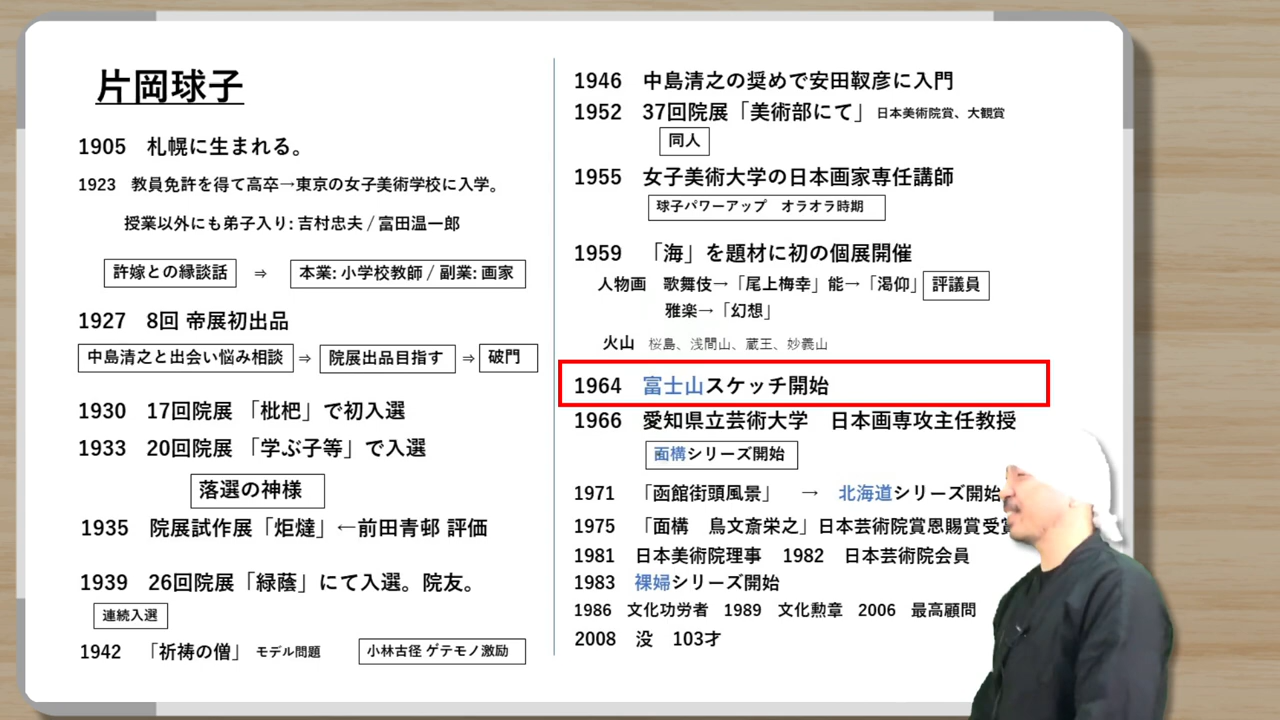 片岡球子
1905 札幌に生まれる。
1923 教員免許を得て高卒→東京の女子美術学校に入学。
授業以外にも弟子入り: 吉村忠夫 / 富田温一郎
許嫁との縁談話 ⇒ 本業: 小学校教師 / 副業: 画家
1927 8回 帝展初出品
中島清之と出会い悩み相談 ⇒ 院展出品目指す ⇒ 破門
1930 17回院展 「枇杷」で初入選
1933 20回院展 「学ぶ子等」で入選
落選の神様
1935 院展試作展「炬燵」←前田青邨 評価
1939 26回院展「緑蔭」にて入選。院友。
連続入選
1942 「祈祷の僧」 モデル問題 小林古径 ゲテモノ激励
1946 中島清之の奨めで安田靫彦に入門
1952 37回院展「美術部にて」 日本美術院賞、大観賞
同人
1955 女子美術大学の日本画家専任講師
球子パワーアップ オラオラ時期
1959 「海」を題材に初の個展開催
人物画 歌舞伎→「尾上梅幸」能→「渇仰」 評議員
雅楽→「幻想」
火山 桜島、浅間山、蔵王、妙義山
1964 富士山スケッチ開始
1966 愛知県立芸術大学 日本画専攻主任教授
面構シリーズ開始
1971 「函館街頭風景」 → 北海道シリーズ開始
1975 「面構 鳥文斎栄之」日本芸術院賞恩賜賞受
1981 日本美術院理事 1982 日本芸術院会員
1983 裸婦シリーズ開始
1986 文化功労者 1989 文化勲章 2006 最高顧問
2008 没 103才